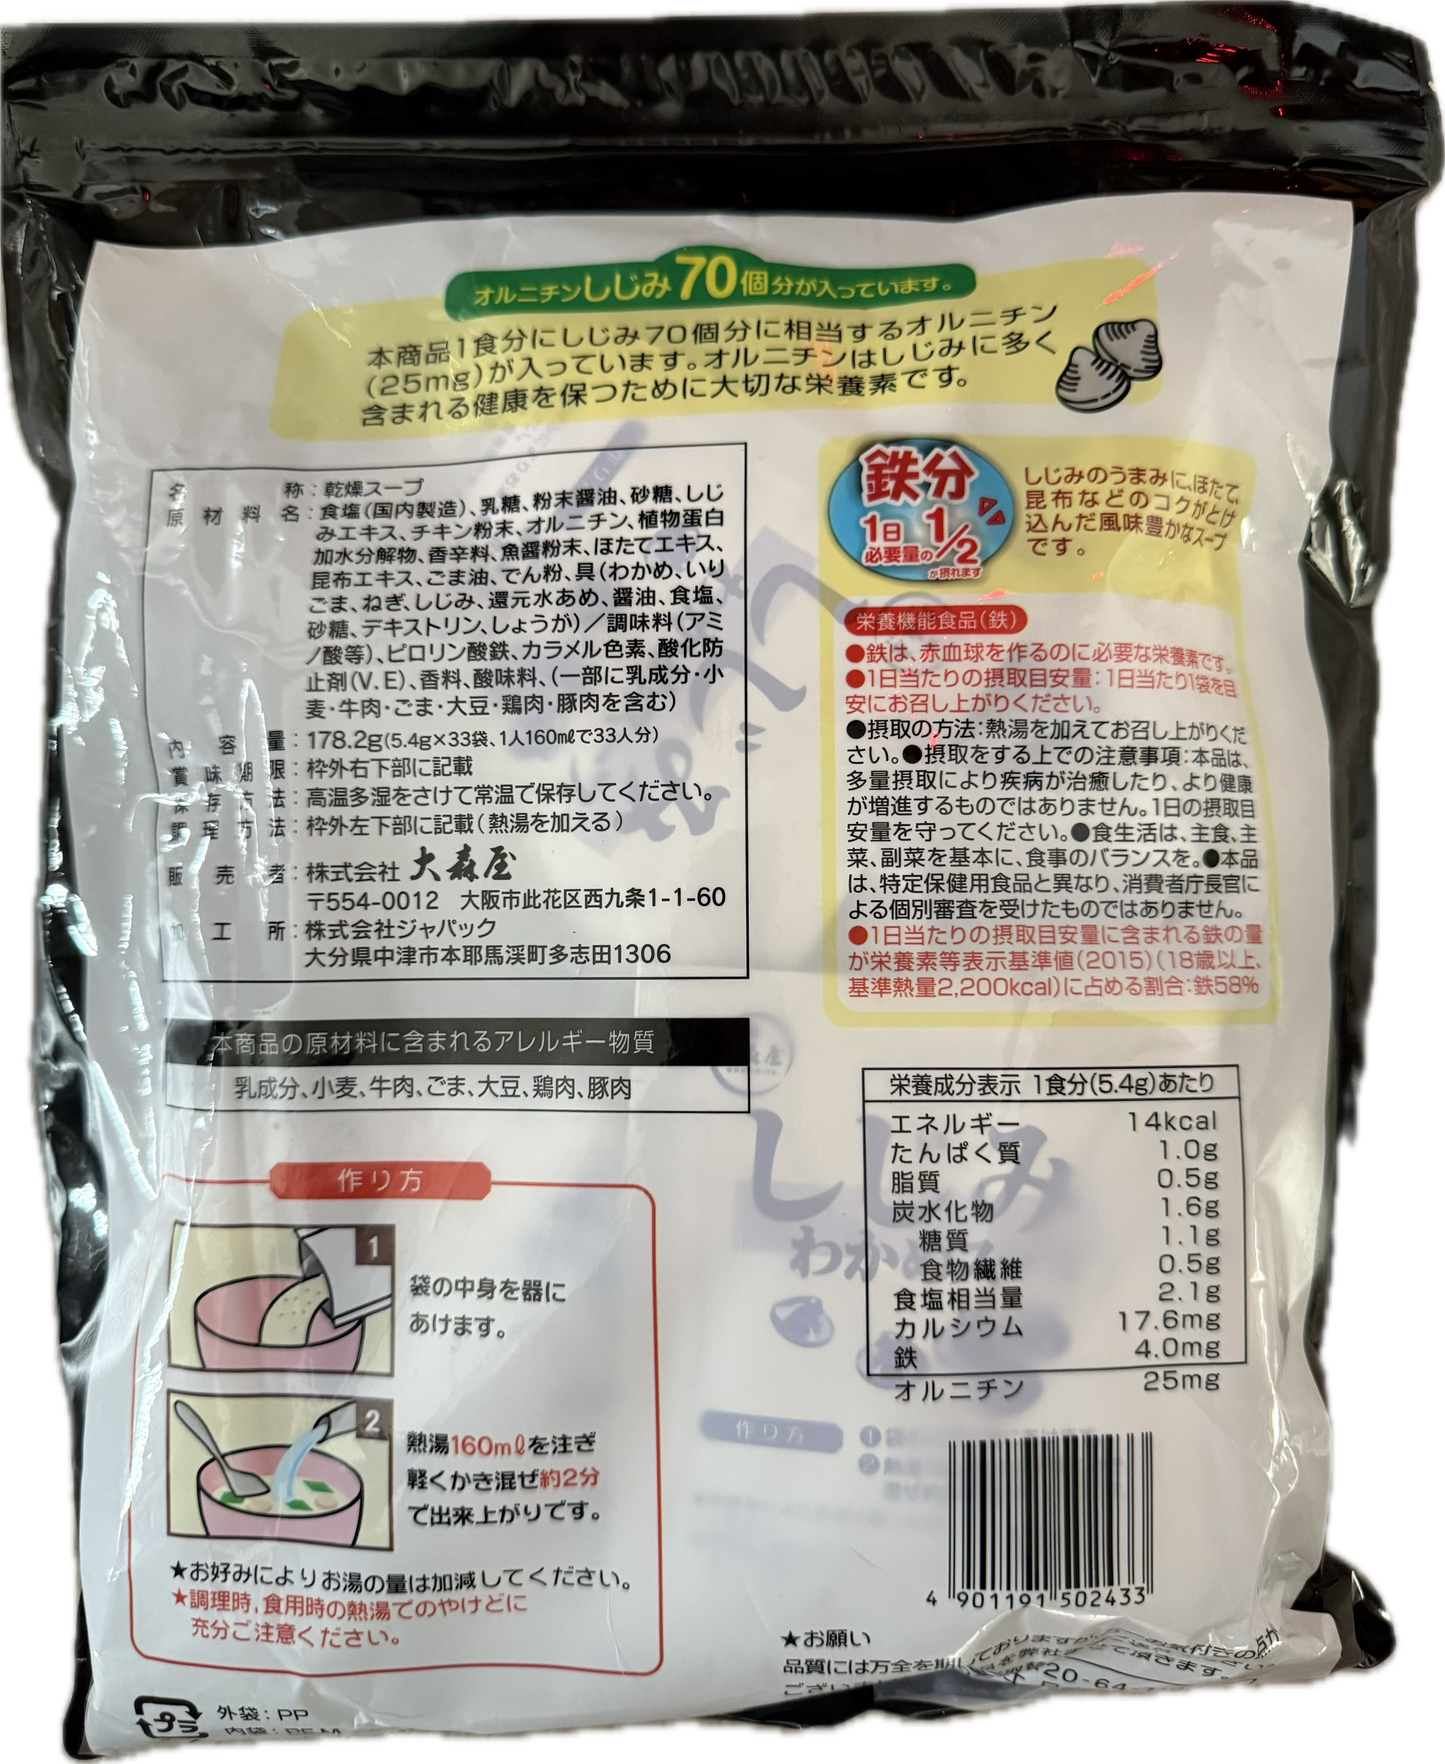 オルニチンしじみ70個分が入っています。
本商品1食分にしじみ70個分に相当するオルニチン
(25mg)が入っています。オルニチンはしじみに多く
含まれる健康を保つために大切な栄養素です。
名称：乾燥スープ
原材料名：食塩(国内製造)、乳糖、粉末醤油、砂糖、しじ
みエキス、チキン粉末、オルニチン、植物蛋白
加水分解物、香辛料、魚醤粉末、ほたてエキス、
昆布エキス、ごま油、でん粉、具(わかめ、いり
ごま、ねぎ、しじみ、還元水あめ、醤油、食塩、
砂糖、デキストリン、しょうが)／調味料(アミ
ノ酸等)、ピロリン酸鉄、カラメル色素、酸化防
止剤(V.E)、香料、酸味料、(一部に乳成分・小
麦・牛肉・ごま・大豆・鶏肉・豚肉を含む)
内容量：178.2g(5.4g×33袋、1人160mℓで33人分)
賞味期限：枠外右下部に記載
保存方法：高温多湿をさけて常温で保存してください。
調理方法：枠外左下部に記載(熱湯を加える)
販売者：株式会社 大森屋
〒554-0012 大阪市此花区西九条1-1-60
加工所：株式会社ジャパック
大分県中津市本耶馬渓町多志田1306
本商品の原材料に含まれるアレルギー物質
乳成分、小麦、牛肉、ごま、大豆、鶏肉、豚肉
作り方
1
袋の中身を器に
あけます。
2
熱湯160mℓを注ぎ
軽くかき混ぜ約2分
で出来上がりです。
★お好みによりお湯の量は加減してください。
★調理時、食用時の熱湯でのやけどに
充分ご注意ください。
プラ
外袋：PP
内袋：PE,M
鉄分
1日
必要量の1/2
が摂れます
しじみのうまみに、ほたて、
昆布などのコクがとけ
込んだ風味豊かなスープ
です。
栄養機能食品(鉄)
●鉄は、赤血球を作るのに必要な栄養素です。
●1日当たりの摂取目安量：1日当たり1袋を目
安にお召し上がりください。
●摂取の方法：熱湯を加えてお召し上がりくだ
さい。●摂取をする上での注意事項：本品は、
多量摂取により疾病が治癒したり、より健康
が増進するものではありません。1日の摂取目
安量を守ってください。●食生活は、主食、主
菜、副菜を基本に、食事のバランスを。●本品
は、特定保健用食品と異なり、消費者庁長官に
よる個別審査を受けたものではありません。
●1日当たりの摂取目安量に含まれる鉄の量
が栄養素等表示基準値(2015)(18歳以上、
基準熱量2,200kcal)に占める割合：鉄58%
栄養成分表示 1食分(5.4g)あたり
エネルギー 14kcal
たんぱく質 1.0g
脂質 0.5g
炭水化物 1.6g
糖質 1.1g
食物繊維 0.5g
食塩相当量 2.1g
カルシウム 17.6mg
鉄 4.0mg
オルニチン 25mg
しじみ
わかめ
作り方
4 901191 502433
★お願い
品質には万全を期しておりますが